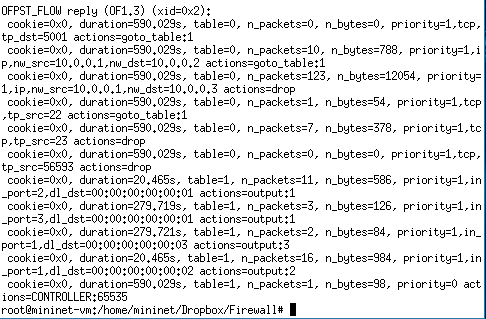 OFPST_FLOW reply (OF1.3) (xid=0x2):
 cookie=0x0, duration=590.029s, table=0, n_packets=0, n_bytes=0, priority=1,tcp,
tp_dst=5001 actions=goto_table:1
 cookie=0x0, duration=590.029s, table=0, n_packets=10, n_bytes=788, priority=1,i
p,nw_src=10.0.0.1,nw_dst=10.0.0.2 actions=goto_table:1
 cookie=0x0, duration=590.029s, table=0, n_packets=123, n_bytes=12054, priority=
1,ip,nw_src=10.0.0.1,nw_dst=10.0.0.3 actions=drop
 cookie=0x0, duration=590.029s, table=0, n_packets=1, n_bytes=54, priority=1,tcp
,tp_src=22 actions=goto_table:1
 cookie=0x0, duration=590.029s, table=0, n_packets=7, n_bytes=378, priority=1,tc
p,tp_src=23 actions=drop
 cookie=0x0, duration=590.029s, table=0, n_packets=0, n_bytes=0, priority=1,tcp,
tp_src=56593 actions=drop
 cookie=0x0, duration=20.465s, table=1, n_packets=11, n_bytes=586, priority=1,in
_port=2,dl_dst=00:00:00:00:00:01 actions=output:1
 cookie=0x0, duration=279.719s, table=1, n_packets=3, n_bytes=126, priority=1,in
_port=3,dl_dst=00:00:00:00:00:01 actions=output:1
 cookie=0x0, duration=279.721s, table=1, n_packets=2, n_bytes=84, priority=1,in_
port=1,dl_dst=00:00:00:00:00:03 actions=output:3
 cookie=0x0, duration=20.465s, table=1, n_packets=16, n_bytes=984, priority=1,in
_port=1,dl_dst=00:00:00:00:00:02 actions=output:2
 cookie=0x0, duration=590.029s, table=1, n_packets=1, n_bytes=98, priority=0 act
ions=CONTROLLER:65535
root@mininet-vm:/home/mininet/Dropbox/Firewall#